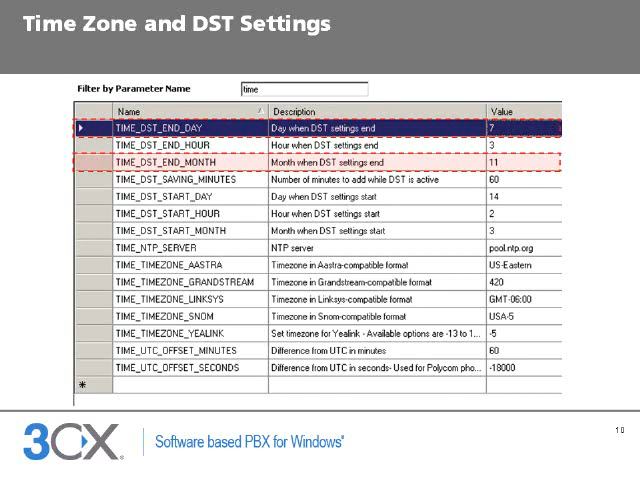 Time Zone and DST Settings
Filter by Parameter Name time
Name Description Value
TIME_DST_END_DAY Day when DST settings end 7
TIME_DST_END_HOUR Hour when DST settings end 3
TIME_DST_END_MONTH Month when DST settings end 11
TIME_DST_SAVING_MINUTES Number of minutes to add while DST is active 60
TIME_DST_START_DAY Day when DST settings start 14
TIME_DST_START_HOUR Hour when DST settings start 2
TIME_DST_START_MONTH Month when DST settings start 3
TIME_NTP_SERVER NTP server pool.ntp.org
TIME_TIMEZONE_AASTRA Timezone in Aastra-compatible format US-Eastern
TIME_TIMEZONE_GRANDSTREAM Timezone in Grandstream-compatible format 420
TIME_TIMEZONE_LINKSYS Timezone in Linksys-compatible format GMT-06:00
TIME_TIMEZONE_SNOM Timezone in Snom-compatible format USA-5
TIME_TIMEZONE_YEALINK Set timezone for Yealink - Available options are -13 to 1... -5
TIME_UTC_OFFSET_MINUTES Difference from UTC in minutes 60
TIME_UTC_OFFSET_SECONDS Difference from UTC in seconds- Used for Polycom pho... -18000
3CX® Software based PBX for Windows®
10